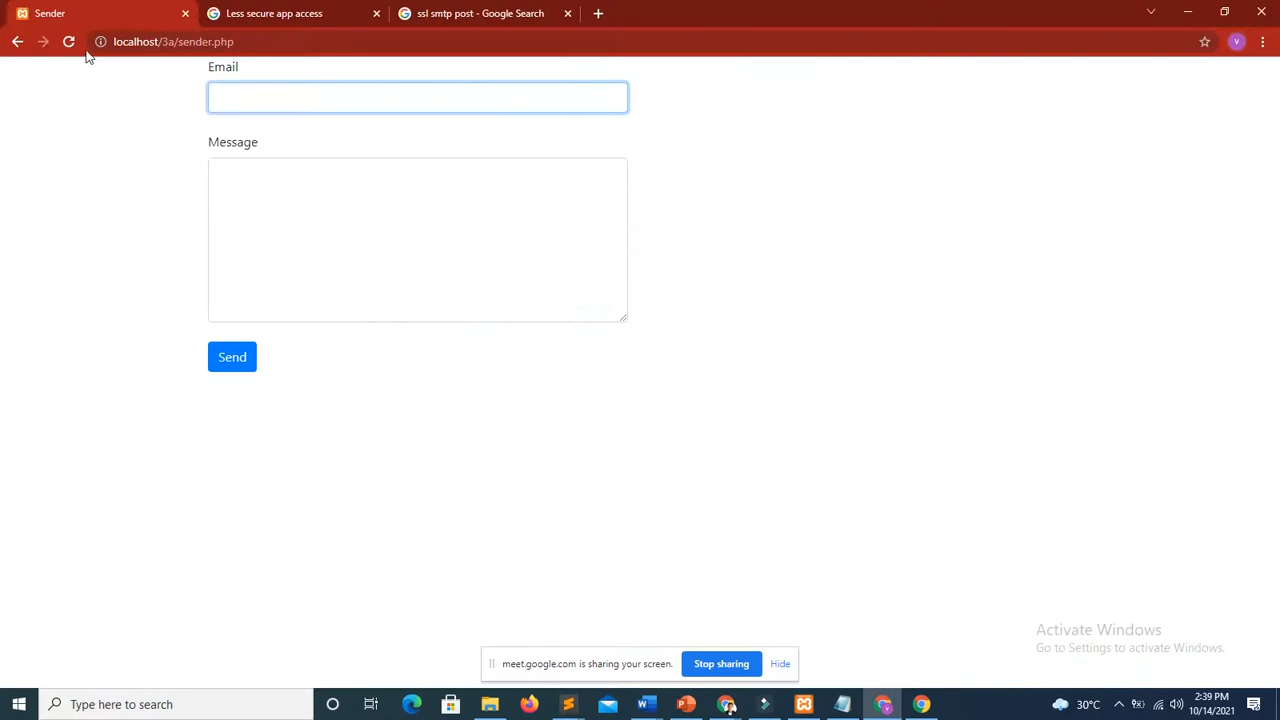 Sender
Less secure app access
ssl smtp post - Google Search
localhost/3a/sender.php
V
Email
Message
Send
Activate Windows
Go to Settings to activate Windows.
meet.google.com is sharing your screen.
Stop sharing
Hide
Type here to search
30°C
2:39 PM
10/14/2021